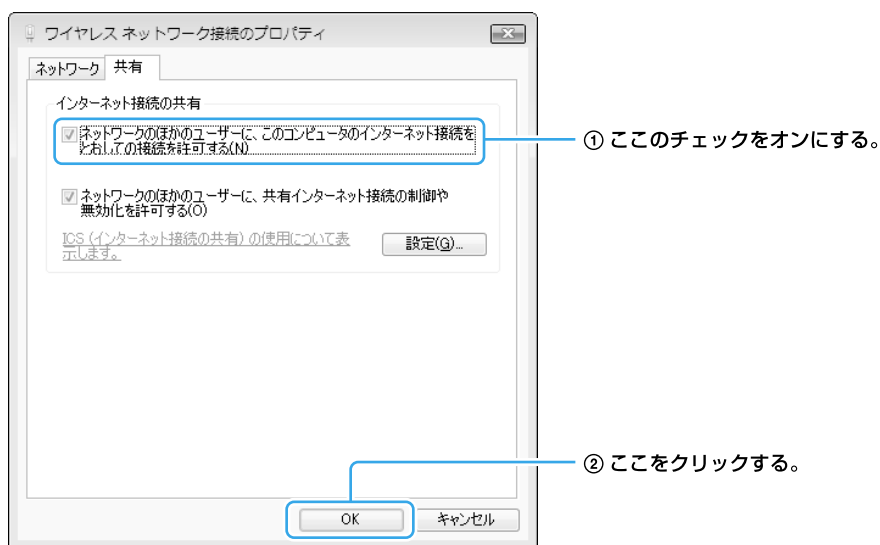 ワイヤレス ネットワーク接続のプロパティ
ネットワーク 共有
インターネット接続の共有
ネットワークのほかのユーザーに、このコンピュータのインターネット接続を
とおしての接続を許可する(N)
① ここのチェックをオンにする。
ネットワークのほかのユーザーに、共有インターネット接続の制御や
無効化を許可する(O)
ICS (インターネット接続の共有) の使用について表
示します。
設定(G)...
② ここをクリックする。
OK キャンセル